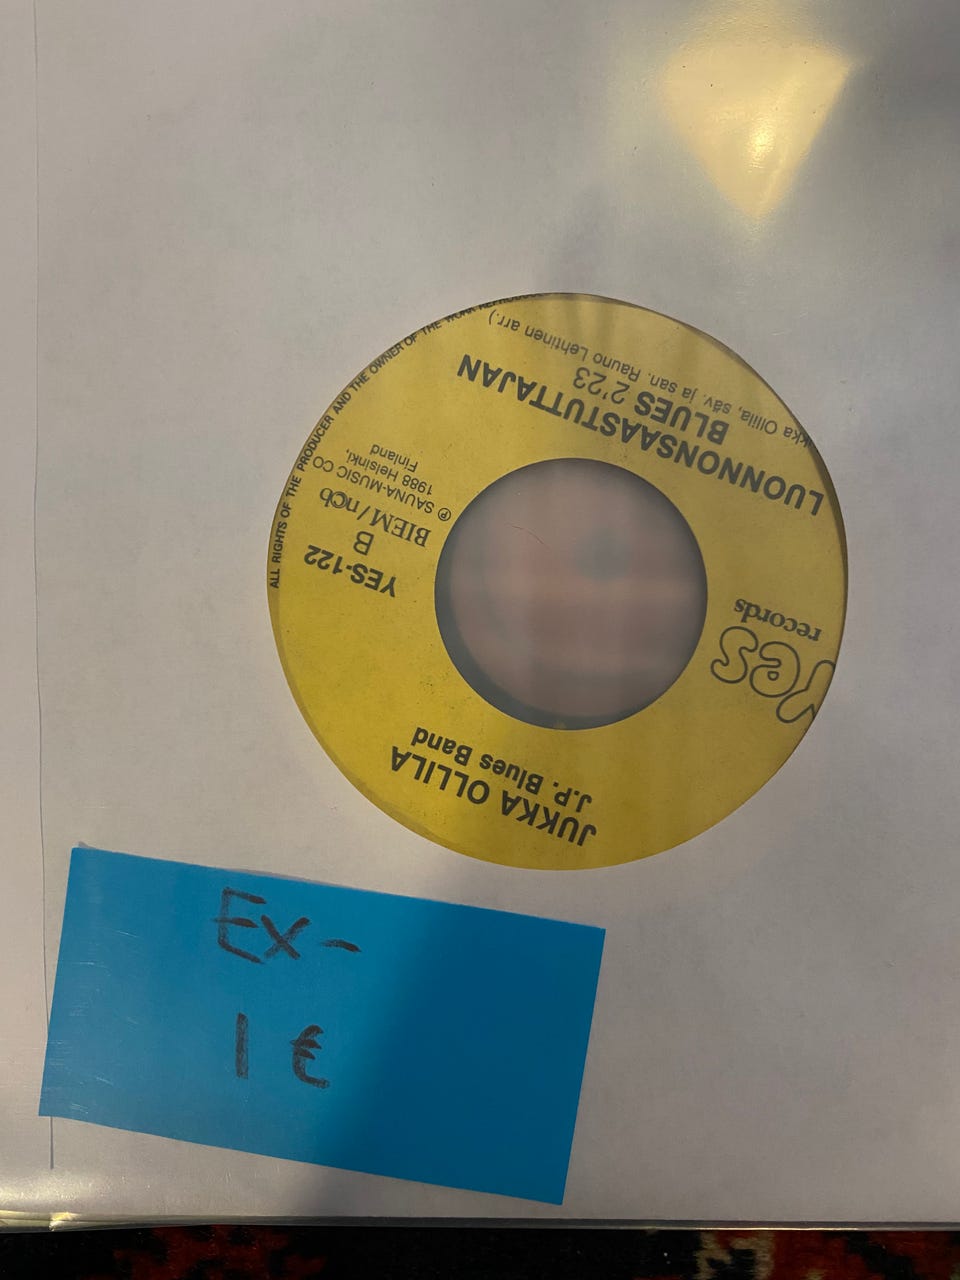 JUKKA OLLILA
J.P. Blues Band
Yes
records
YES-122
B
BIEM/ncb
℗ SAUNA-MUSIC CO
1988 Helsinki,
Finland
LUONNONSAASTUTTAJAN
BLUES 2'23
Ollila, säv. ja san. Rauno Lehtinen arr.)
ALL RIGHTS OF THE PRODUCER AND THE OWNER OF THE WORK
Ex-
1 €